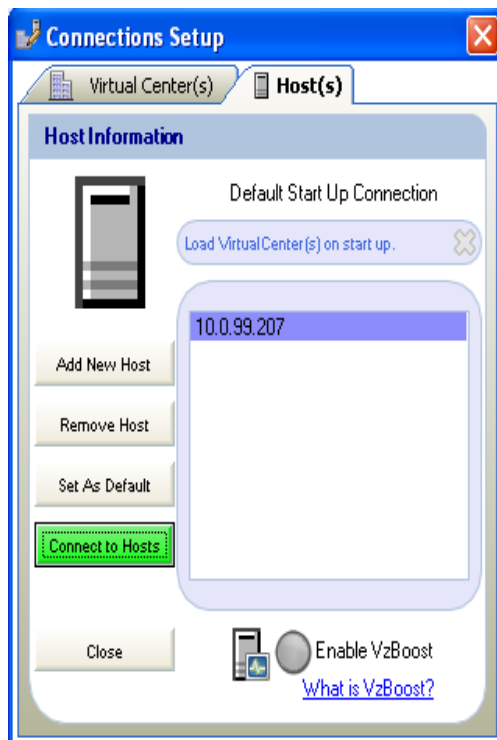 Connections Setup
Virtual Center(s)
Host(s)
Host Information
Default Start Up Connection
Load VirtualCenter(s) on start up.
10.0.99.207
Add New Host
Remove Host
Set As Default
Connect to Hosts
Close
Enable VzBoost
What is VzBoost?